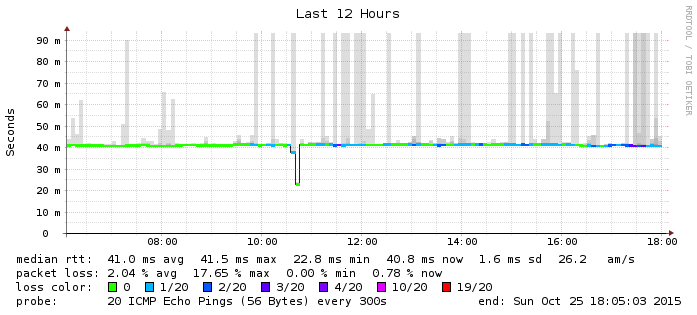 Last 12 Hours
RRDTOOL / TOBI OETIKER
Seconds
90 m
80 m
70 m
60 m
50 m
40 m
30 m
20 m
10 m
0
08:00 10:00 12:00 14:00 16:00 18:00
median rtt: 41.0 ms avg 41.5 ms max 22.8 ms min 40.8 ms now 1.6 ms sd 26.2 am/s
packet loss: 2.04 % avg 17.65 % max 0.00 % min 0.78 % now
loss color: 0 1/20 2/20 3/20 4/20 10/20 19/20
probe: 20 ICMP Echo Pings (56 Bytes) every 300s end: Sun Oct 25 18:05:03 2015